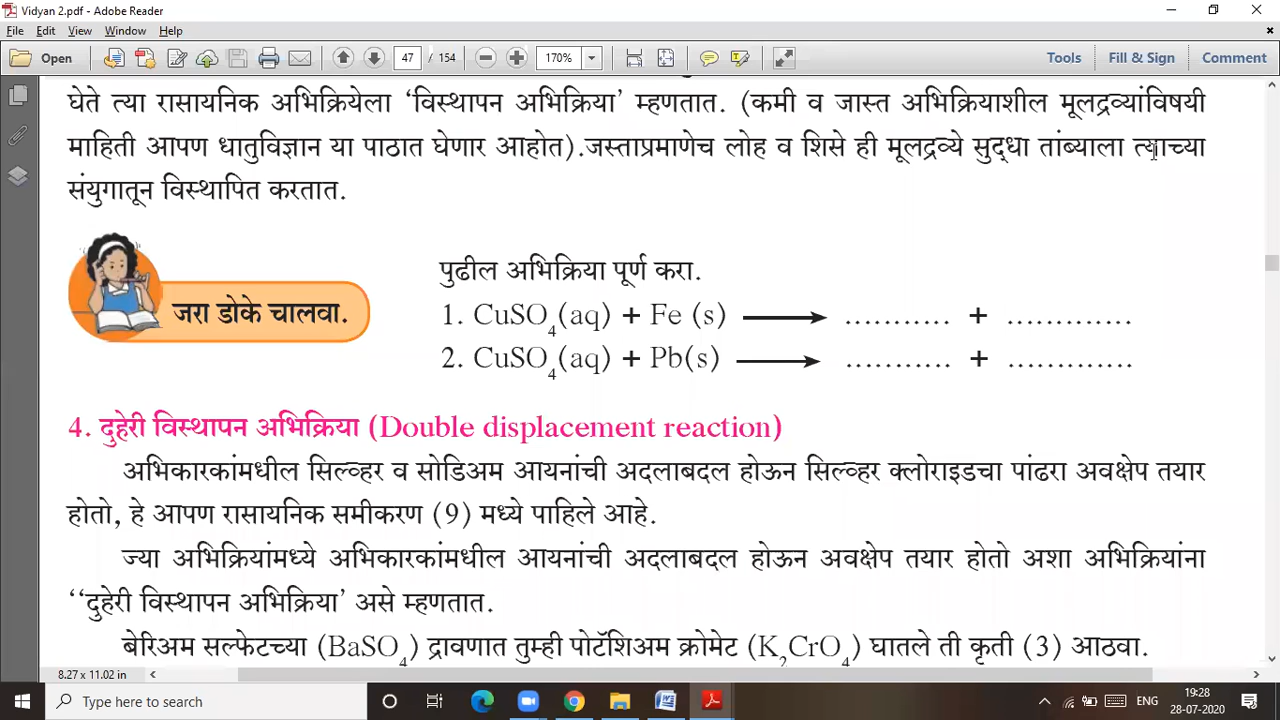 Vidyan 2.pdf - Adobe Reader
File Edit View Window Help
Open 47 / 154 170% Tools Fill & Sign Comment
घेते त्या रासायनिक अभिक्रियेला ‘विस्थापन अभिक्रिया’ म्हणतात. (कमी व जास्त अभिक्रियाशील मूलद्रव्यांविषयी
माहिती आपण धातुविज्ञान या पाठात घेणार आहोत).जस्ताप्रमाणेच लोह व शिसे ही मूलद्रव्ये सुद्धा तांब्याला त्याच्या
संयुगातून विस्थापित करतात.
जरा डोके चालवा.
पुढील अभिक्रिया पूर्ण करा.
1. CuSO₄(aq) + Fe (s) ⟶ ........... + .............
2. CuSO₄(aq) + Pb(s) ⟶ ........... + .............
4. दुहेरी विस्थापन अभिक्रिया (Double displacement reaction)
अभिकारकांमधील सिल्व्हर व सोडिअम आयनांची अदलाबदल होऊन सिल्व्हर क्लोराइडचा पांढरा अवक्षेप तयार
होतो, हे आपण रासायनिक समीकरण (9) मध्ये पाहिले आहे.
ज्या अभिक्रियांमध्ये अभिकारकांमधील आयनांची अदलाबदल होऊन अवक्षेप तयार होतो अशा अभिक्रियांना
‘‘दुहेरी विस्थापन अभिक्रिया’ असे म्हणतात.
बेरिअम सल्फेटच्या (BaSO₄) द्रावणात तुम्ही पोटॅशिअम क्रोमेट (K₂CrO₄) घातले ती कृती (3) आठवा.
8.27 x 11.02 in
Type here to search
ENG
19:28
28-07-2020